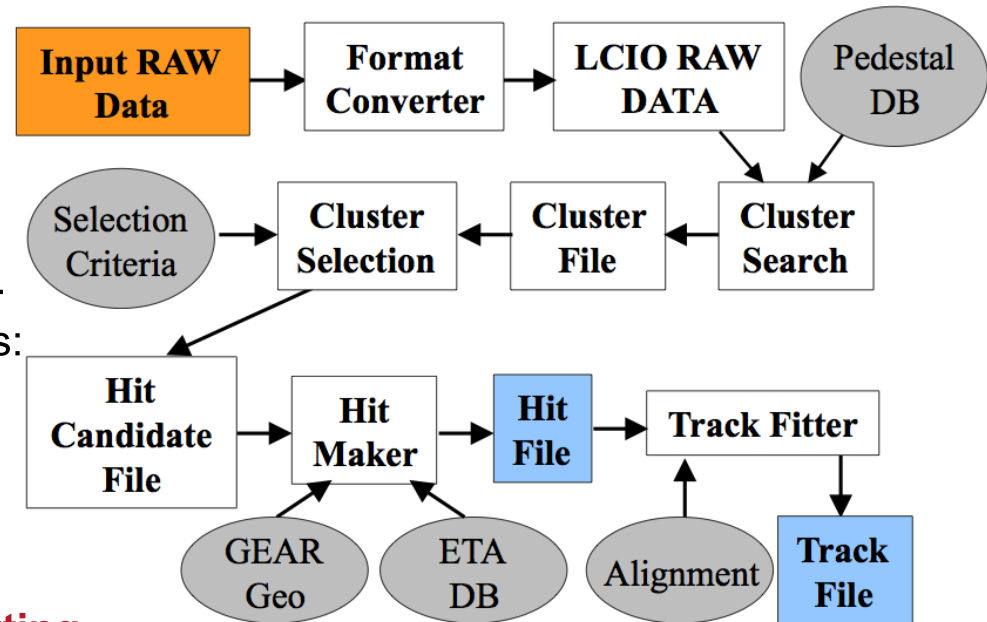 Input RAW
Data
Format
Converter
LCIO RAW
DATA
Pedestal
DB
Selection
Criteria
Cluster
Selection
Cluster
File
Cluster
Search
s:
Hit
Candidate
File
Hit
Maker
Hit
File
Track Fitter
GEAR
Geo
ETA
DB
Alignment
Track
File